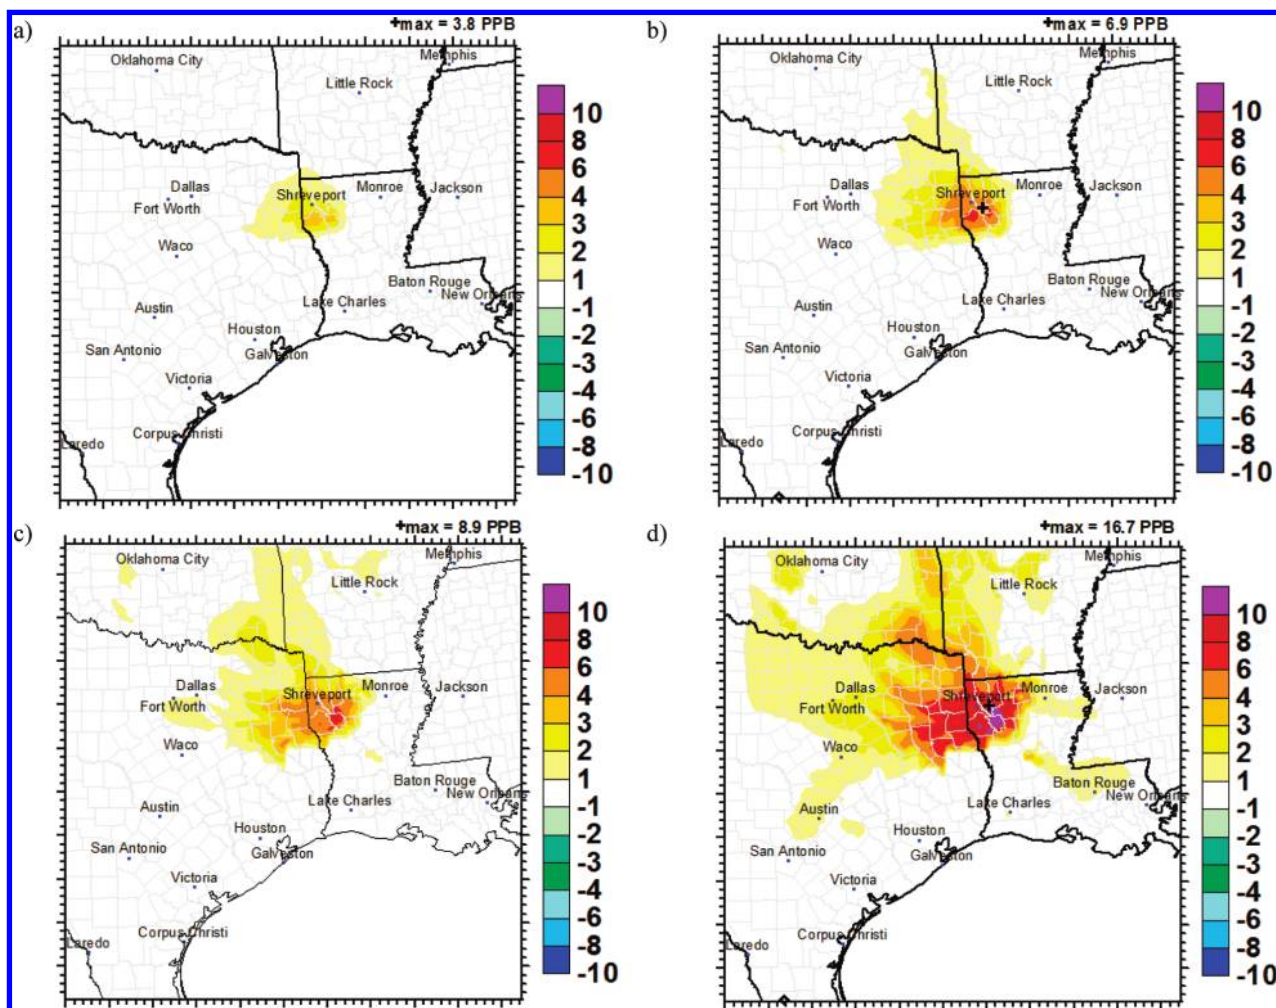 a)
+max = 3.8 PPB
Memphis
Oklahoma City
Little Rock
Dallas
Fort Worth
Shreveport
Monroe
Jackson
Waco
Baton Rouge
New Orleans
Austin
Lake Charles
Houston
San Antonio
Galveston
Victoria
Corpus Christi
Laredo
10
8
6
4
3
2
1
-1
-2
-3
-4
-6
-8
-10
b)
+max = 6.9 PPB
Memphis
Oklahoma City
Little Rock
Dallas
Fort Worth
Shreveport
Monroe
Jackson
Waco
Baton Rouge
New Orleans
Austin
Lake Charles
Houston
San Antonio
Galveston
Victoria
Corpus Christi
Laredo
10
8
6
4
3
2
1
-1
-2
-3
-4
-6
-8
-10
c)
+max = 8.9 PPB
Memphis
Oklahoma City
Little Rock
Dallas
Fort Worth
Shreveport
Monroe
Jackson
Waco
Baton Rouge
New Orleans
Austin
Lake Charles
Houston
San Antonio
Galveston
Victoria
Corpus Christi
Laredo
10
8
6
4
3
2
1
-1
-2
-3
-4
-6
-8
-10
d)
+max = 16.7 PPB
Memphis
Oklahoma City
Little Rock
Dallas
Fort Worth
Shreveport
Monroe
Jackson
Waco
Baton Rouge
New Orleans
Austin
Lake Charles
Houston
San Antonio
Galveston
Victoria
Corpus Christi
Laredo
10
8
6
4
3
2
1
-1
-2
-3
-4
-6
-8
-10